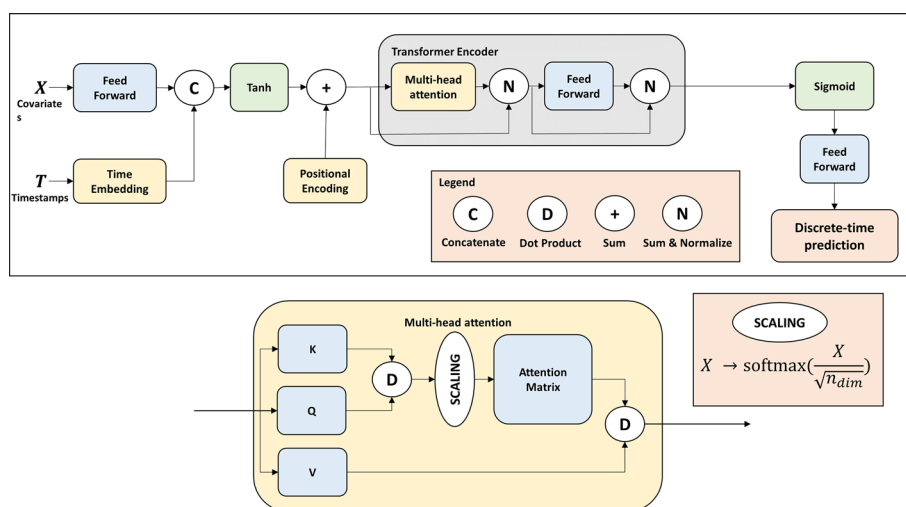 Transformer Encoder
X
Covariate
s
Feed
Forward
C
Tanh
+
Multi-head
attention
N
Feed
Forward
N
Sigmoid
T
Timestamps
Time
Embedding
Positional
Encoding
Feed
Forward
Legend
C
D
+
N
Concatenate
Dot Product
Sum
Sum & Normalize
Discrete-time
prediction
Multi-head attention
K
Q
V
D
SCALING
Attention
Matrix
D
SCALING
X → softmax(X/√n_dim)